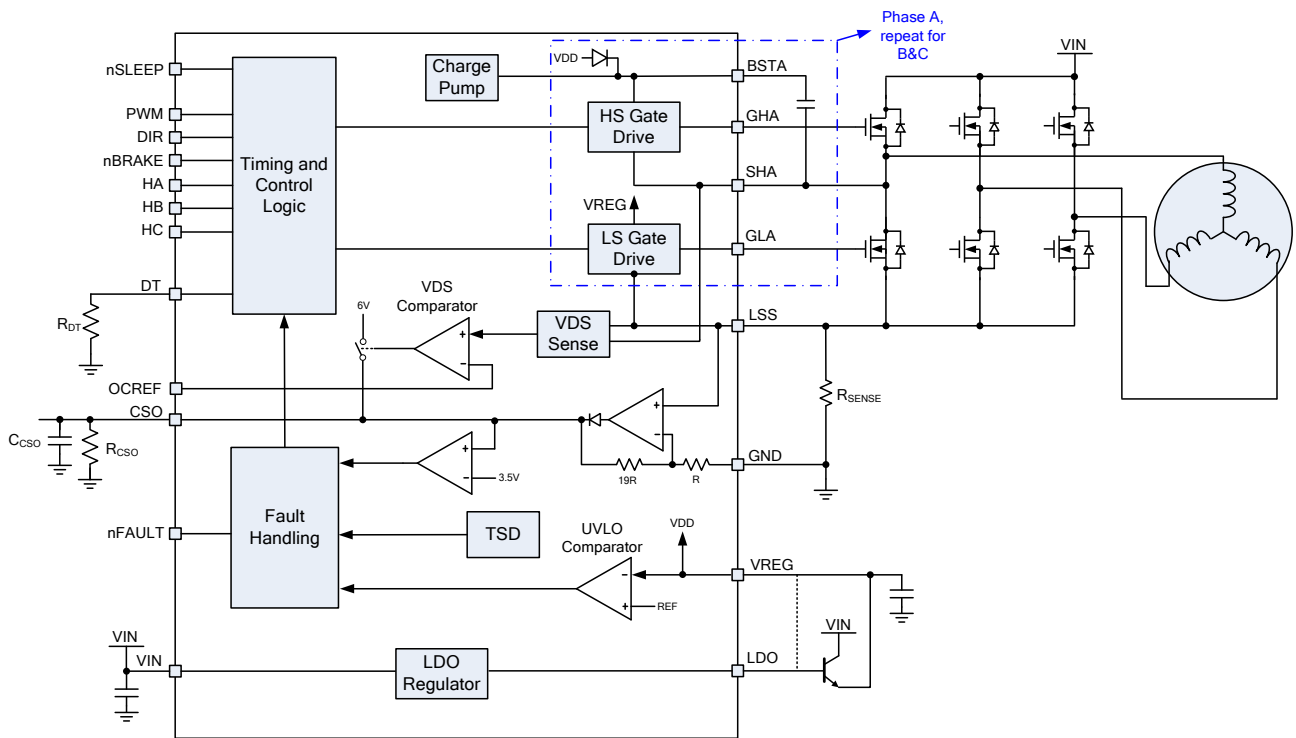 Phase A,
repeat for
B&C
VIN
nSLEEP
PWM
DIR
nBRAKE
HA
HB
HC
DT
RDT
OCREF
CSO
CCSO
RCSO
nFAULT
VIN
VIN
Timing and
Control
Logic
Charge
Pump
VDD
BSTA
HS Gate
Drive
GHA
SHA
VREG
LS Gate
Drive
GLA
VDS
Comparator
6V
+
−
VDS
Sense
LSS
RSENSE
+
−
19R
R
GND
+
−
3.5V
Fault
Handling
TSD
UVLO
Comparator
VDD
−
+
REF
VREG
VIN
LDO
Regulator
LDO